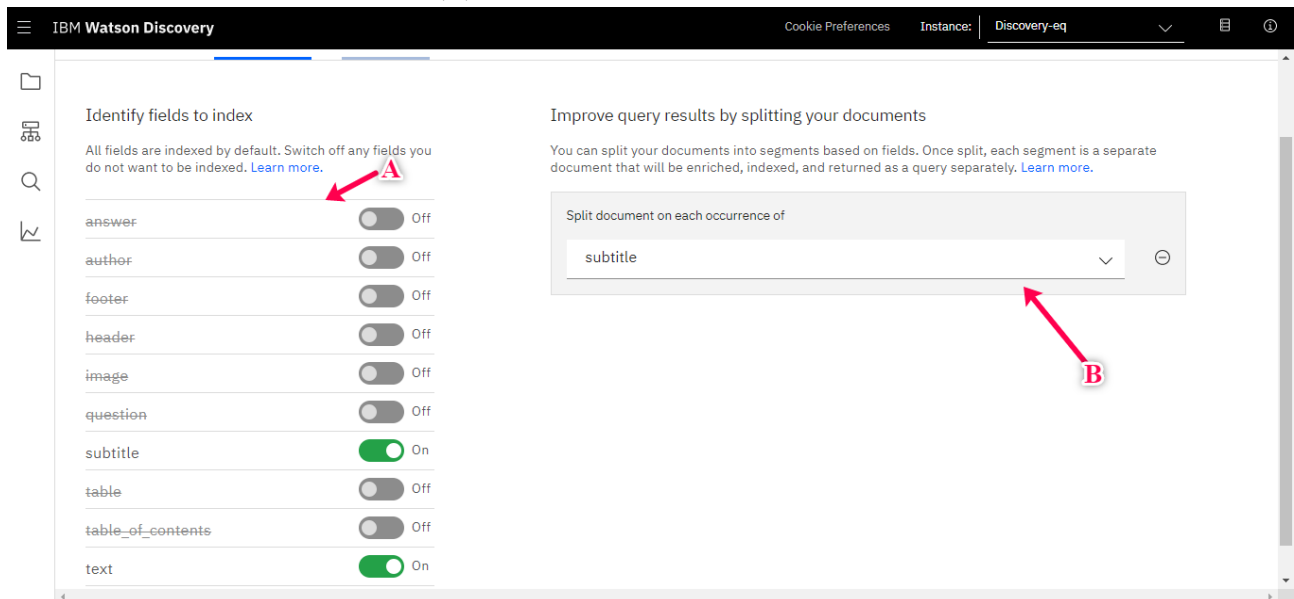 IBM Watson Discovery
Cookie Preferences
Instance:
Discovery-eq
Identify fields to index
All fields are indexed by default. Switch off any fields you
do not want to be indexed. Learn more.
A
answer Off
author Off
footer Off
header Off
image Off
question Off
subtitle On
table Off
table_of_contents Off
text On
Improve query results by splitting your documents
You can split your documents into segments based on fields. Once split, each segment is a separate
document that will be enriched, indexed, and returned as a query separately. Learn more.
Split document on each occurrence of
subtitle
B